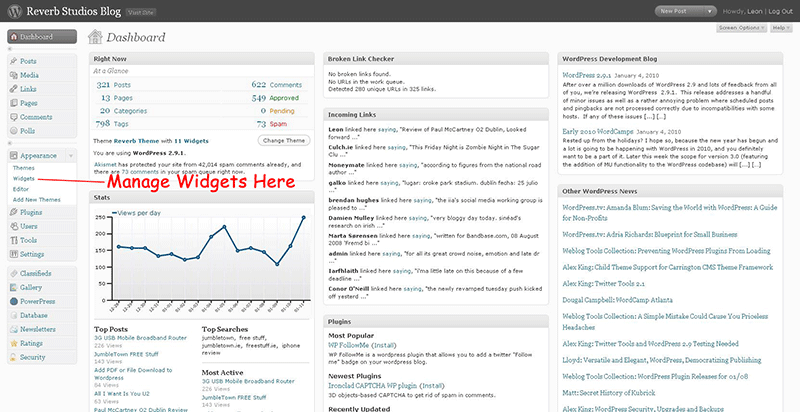 Reverb Studios Blog
Visit Site
New Post
Howdy, Leon | Log Out
Screen Options
Help
Dashboard
Posts
Media
Links
Pages
Comments
Polls
Appearance
Themes
Widgets
Editor
Add New Themes
Plugins
Users
Tools
Settings
Classifieds
Gallery
PowerPress
Database
Newsletters
Ratings
Security
Manage Widgets Here
Dashboard
Right Now
At a Glance
321 Posts 622 Comments
13 Pages 549 Approved
20 Categories 0 Pending
798 Tags 73 Spam
Theme Reverb Theme with 11 Widgets
Change Theme
You are using WordPress 2.9.1.
Akismet has protected your site from 42,014 spam comments already, and
there are 73 comments in your spam queue right now.
Stats
Views per day
250
200
150
100
50
0
Top Posts
3G USB Mobile Broadband Router
226 Views
JumbleTown FREE Stuff
143 Views
Add PDF or File Download to
Wordpress
84 Views
All I Want Is You U2
62 Views
Paul McCartney O2 Dublin, Looked
Top Searches
jumbletown, free stuff,
jumbletown.ie, freestuff.ie, iphone
review
Most Active
3G USB Mobile Broadband Router
226 Views
JumbleTown FREE Stuff
143 Views
Broken Link Checker
No broken links found.
No URLs in the work queue.
Detected 280 unique URLs in 325 links.
Incoming Links
Leon linked here saying, "Review of Paul McCartney O2 Dublin, Looked
forward ..."
Culch.ie linked here saying, "This Friday Night is Zombie Night in The Sugar
Clu ..."
Moneymate linked here saying, "according to figures from the national road
author ..."
galko linked here saying, "lugar: croke park stadium. dublin fecha: 25 julio
..."
brendan hughes linked here saying, "the iia's social media working group is
pleased to ..."
Damien Mulley linked here saying, "very bloggy day today. sinéad's
research on irish ..."
Marta Sørensen linked here saying, "written for Bandbase.com, 08 August
2008 'Fremd bi ..."
admin linked here saying, "for all its great crowd noise, emotion and late dr
..."
Iarfhlaith linked here saying, "i'ma little late on this because of a few
deadline ..."
Conor O'Neill linked here saying, "the newly revamped tuesday push kicked
off yesterd ..."
Plugins
Most Popular
WP FollowMe (Install)
WP FollowMe is a wordpress plugin that allows you to add a twitter "Follow
me" badge on your wordpress blog.
Newest Plugins
Ironclad CAPTCHA WP plugin (Install)
3D objects-based CAPTCHA to get rid of spam in comments.
Recently Updated
WordPress Development Blog
WordPress 2.9.1 January 4, 2010
After over a million downloads of WordPress 2.9 and lots of feedback from all
of you, we're releasing WordPress 2.9.1. This release addresses a handful
of minor issues as well as a rather annoying problem where scheduled posts
and pingbacks are not processed correctly due to incompatibilities with some
hosts. If any of these issues [...] [...]
Early 2010 WordCamps January 4, 2010
Rested up from the holidays? I hope so, because the new year has begun and
a lot is going to be happening with WordPress in 2010, and you definitely
want to be a part of it. Later this week the scope for version 3.0 (featuring
the addition of MU functionality to the WordPress codebase) will [...] [...]
Other WordPress News
WordPress.tv: Amanda Blum: Saving the World with WordPress: A Guide
for Non-Profits
WordPress.tv: Adria Richards: Blueprint for Small Business
Weblog Tools Collection: Preventing WordPress Plugins From Loading
Alex King: Child Theme Support for Carrington CMS Theme Framework
Alex King: Twitter Tools 2.1
Dougal Campbell: WordCamp Atlanta
Weblog Tools Collection: A Simple Mistake Could Cause You Priceless
Headaches
Alex King: Twitter Tools and WordPress 2.9 Testing Needed
Lloyd: Versatile and Elegant, WordPress, Democratizing Publishing
Weblog Tools Collection: WordPress Plugin Releases for 01/08
Matt: Secret History of Kubrick
Alex King: WordPress Security, Upgrades and Backups